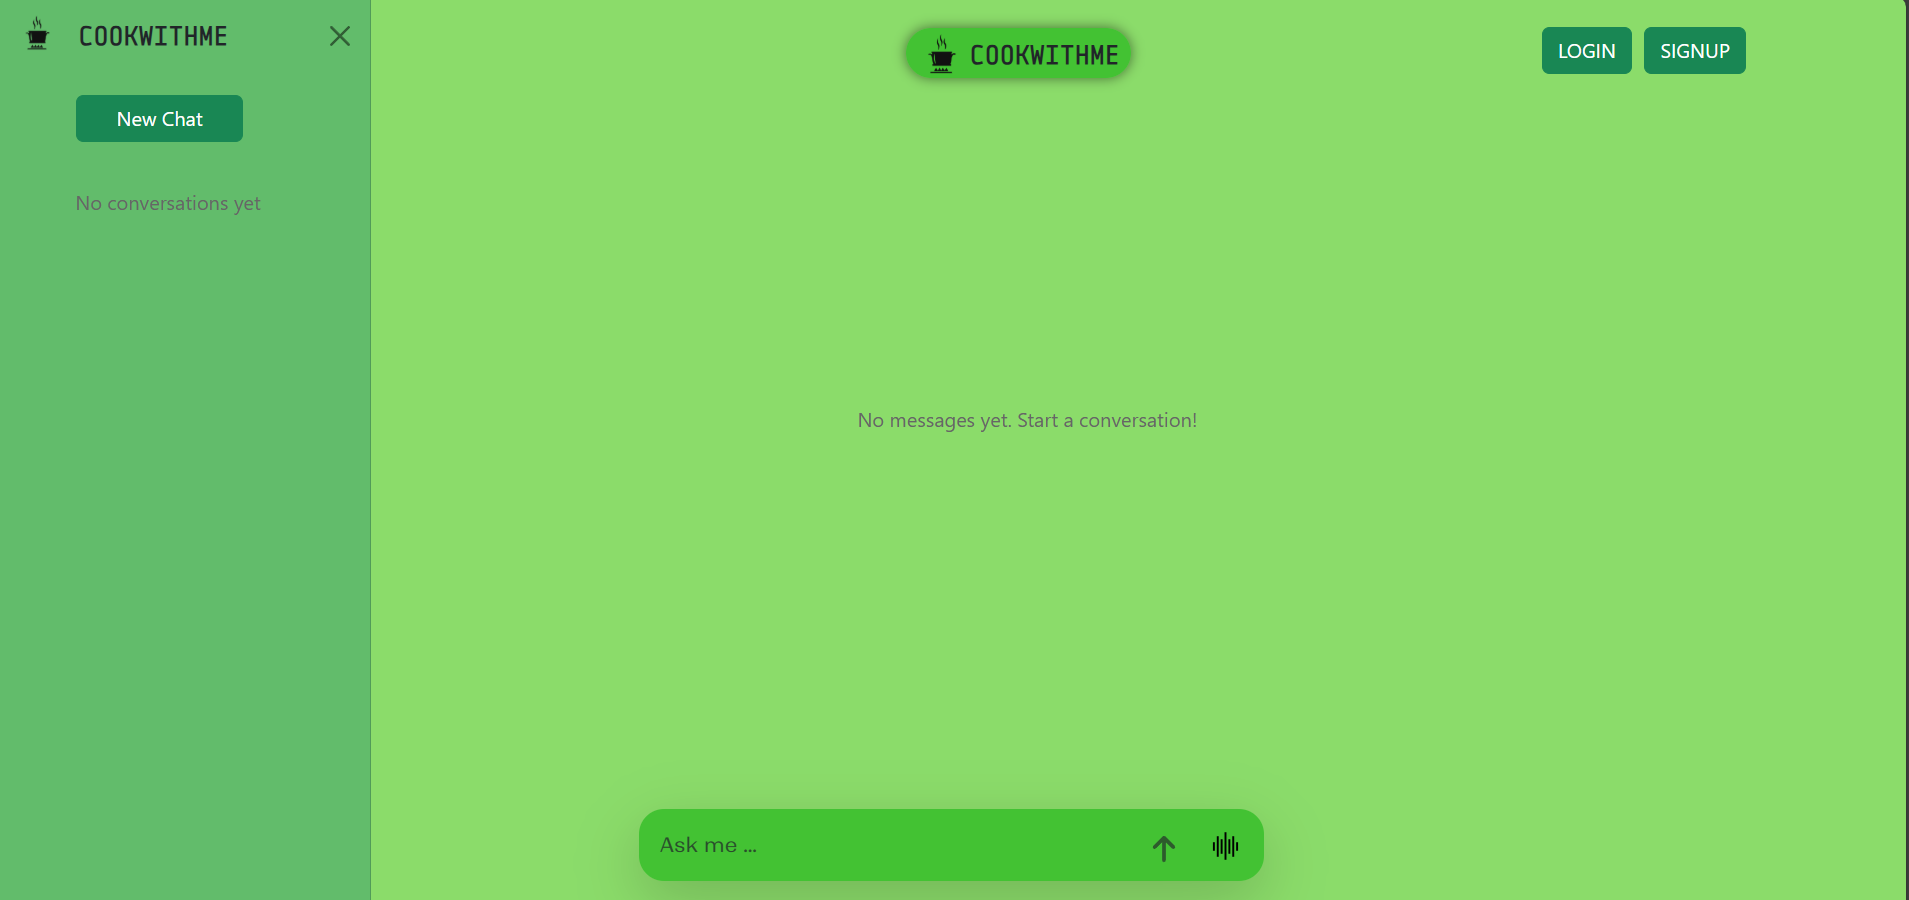 COOKWITHME
New Chat
No conversations yet
COOKWITHME
LOGIN
SIGNUP
No messages yet. Start a conversation!
Ask me ...